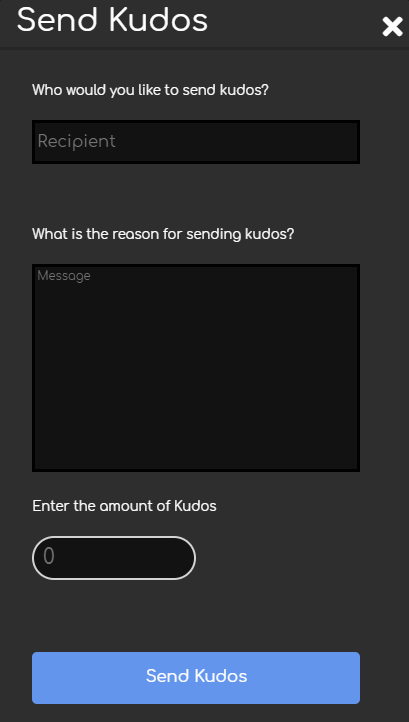 Send Kudos
Who would you like to send kudos?
Recipient
What is the reason for sending kudos?
Message
Enter the amount of Kudos
0
Send Kudos